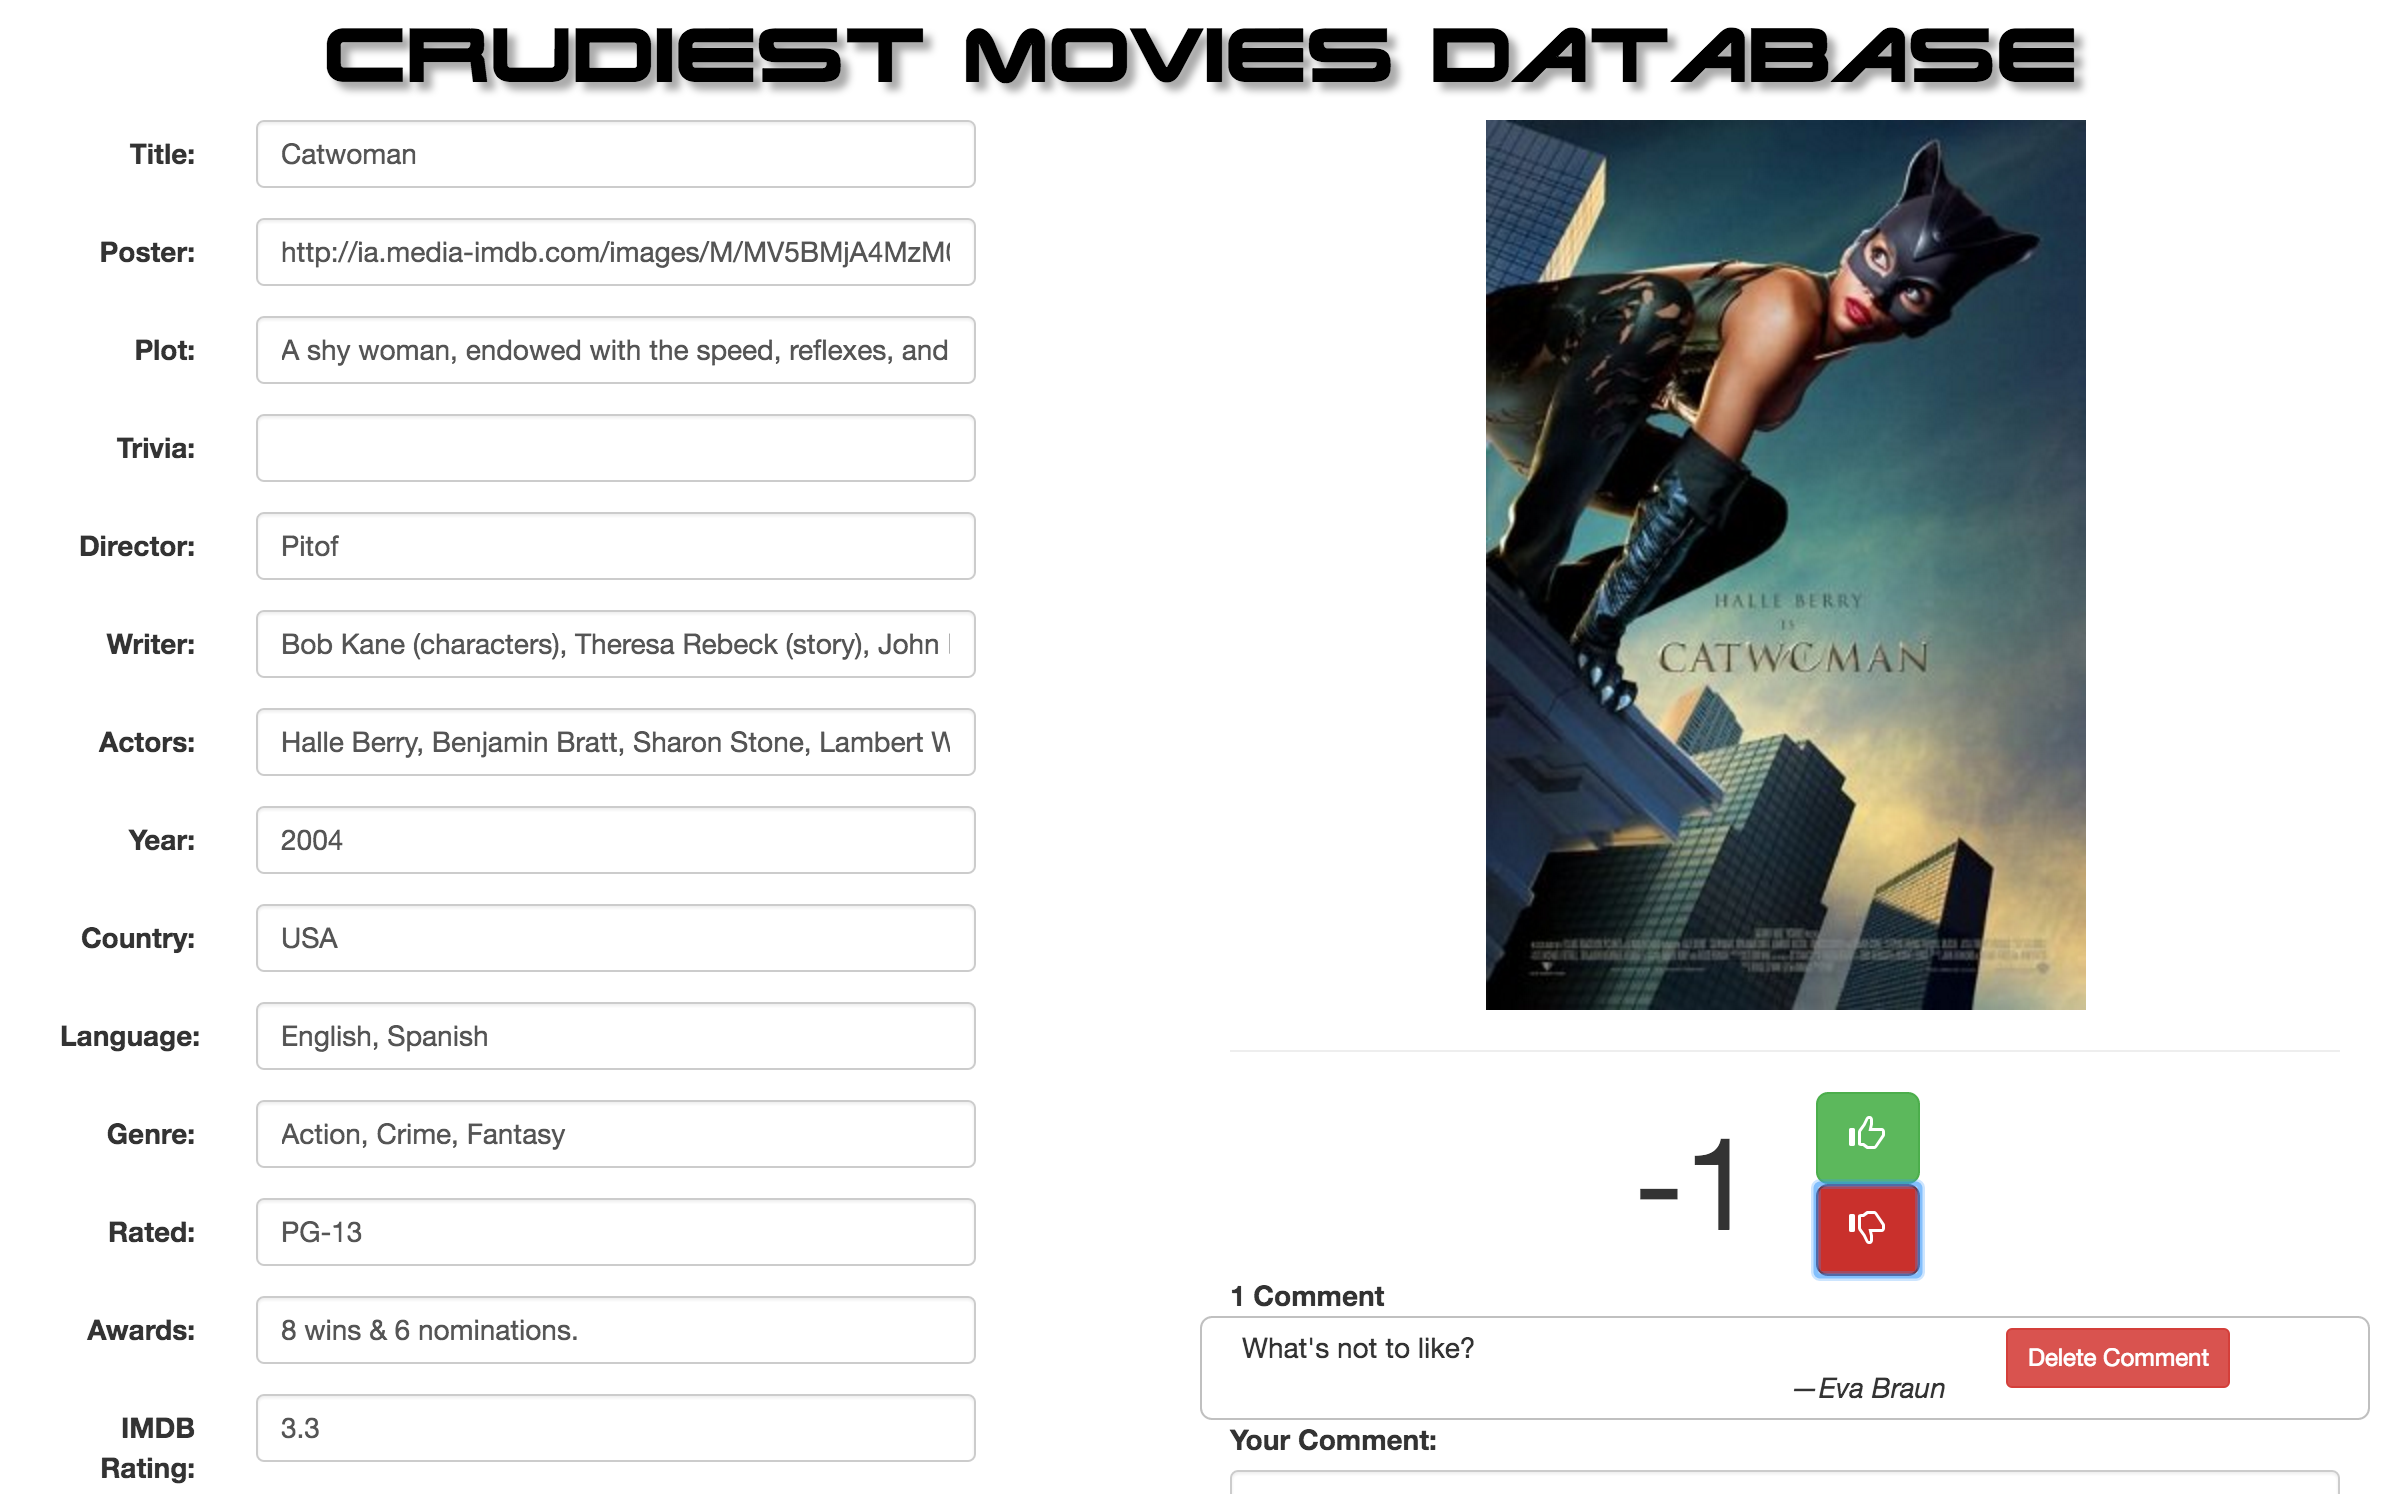 CRUDIEST MOVIES DATABASE
Title: Catwoman
Poster: http://ia.media-imdb.com/images/M/MV5BMjA4MzM
Plot: A shy woman, endowed with the speed, reflexes, and
Trivia:
Director: Pitof
Writer: Bob Kane (characters), Theresa Rebeck (story), John
Actors: Halle Berry, Benjamin Bratt, Sharon Stone, Lambert W
Year: 2004
Country: USA
Language: English, Spanish
Genre: Action, Crime, Fantasy
Rated: PG-13
Awards: 8 wins & 6 nominations.
IMDB Rating: 3.3
HALLE BERRY
IS
CATWOMAN
-1
1 Comment
What's not to like?
Delete Comment
—Eva Braun
Your Comment: